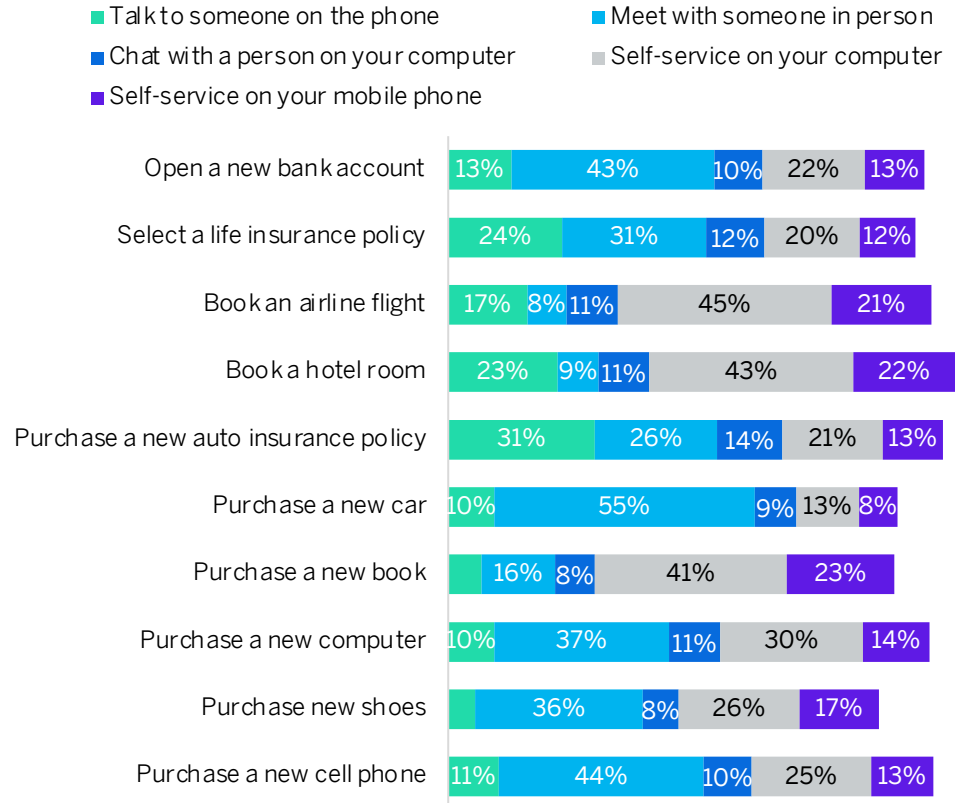 Talk to someone on the phone
Meet with someone in person
Chat with a person on your computer
Self-service on your computer
Self-service on your mobile phone
Open a new bank account 13% 43% 10% 22% 13%
Select a life insurance policy 24% 31% 12% 20% 12%
Book an airline flight 17% 8% 11% 45% 21%
Book a hotel room 23% 9% 11% 43% 22%
Purchase a new auto insurance policy 31% 26% 14% 21% 13%
Purchase a new car 10% 55% 9% 13% 8%
Purchase a new book 16% 8% 41% 23%
Purchase a new computer 10% 37% 11% 30% 14%
Purchase new shoes 36% 8% 26% 17%
Purchase a new cell phone 11% 44% 10% 25% 13%